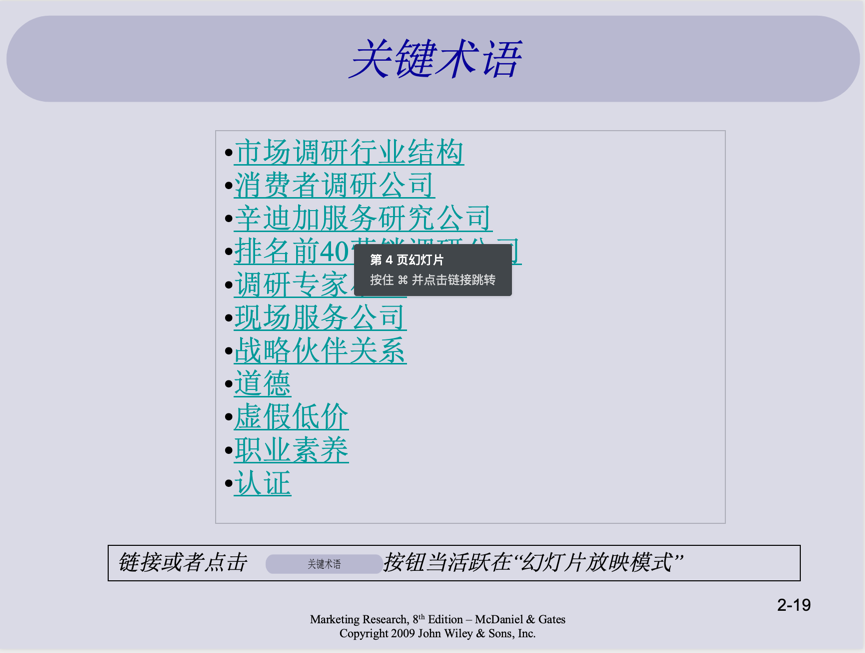 关键术语
•市场调研行业结构
•消费者调研公司
•辛迪加服务研究公司
•排名前40
第 4 页幻灯片
按住 ⌘ 并点击链接跳转
•调研专家
•现场服务公司
•战略伙伴关系
•道德
•虚假低价
•职业素养
•认证
链接或者点击 关键术语 按钮当活跃在“幻灯片放映模式”
2-19
Marketing Research, 8th Edition – McDaniel & Gates
Copyright 2009 John Wiley & Sons, Inc.